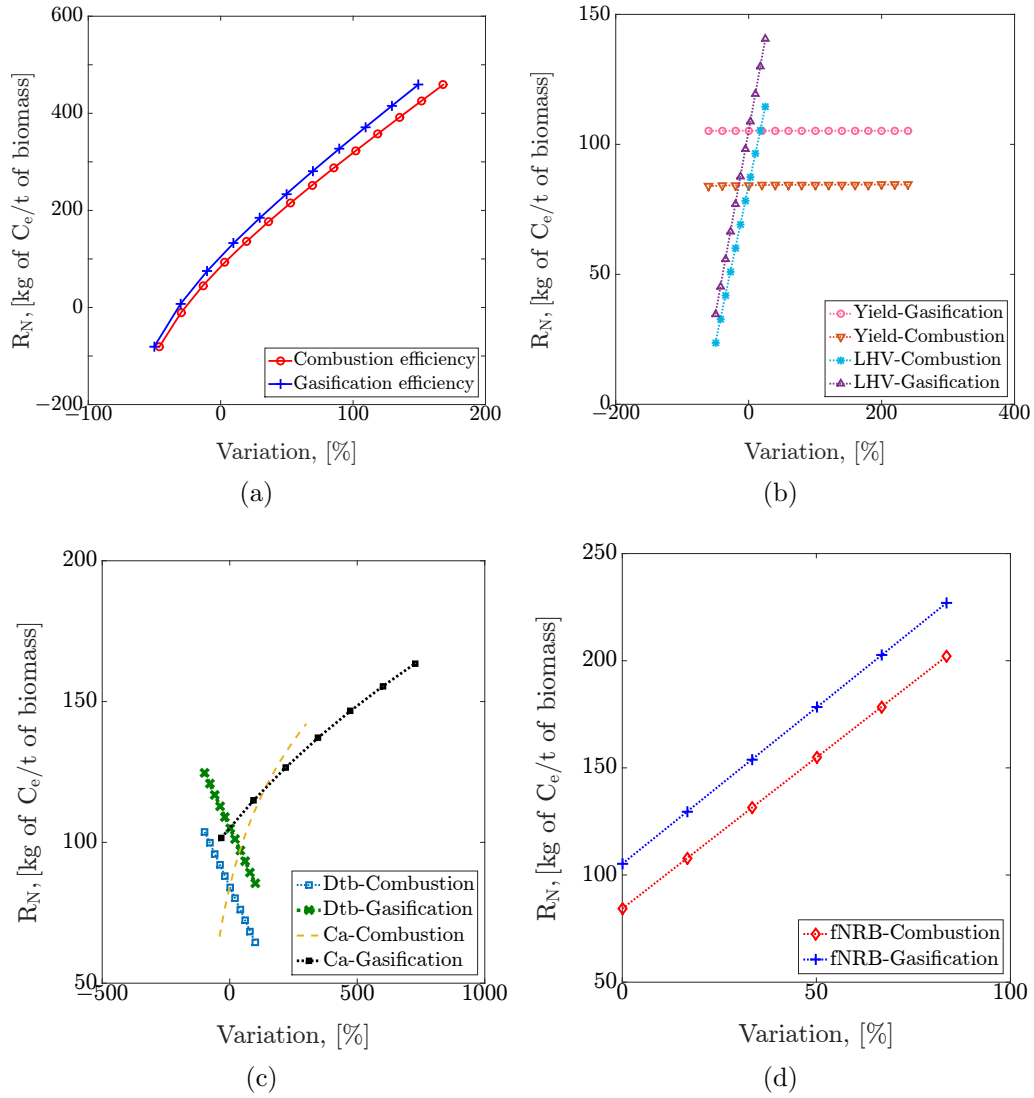 600
400
200
0
−200
−100
0
100
200
R_N, [kg of C_e/t of biomass]
Variation, [%]
Combustion efficiency
Gasification efficiency
(a)
150
100
50
0
−200
0
200
400
R_N, [kg of C_e/t of biomass]
Variation, [%]
Yield-Gasification
Yield-Combustion
LHV-Combustion
LHV-Gasification
(b)
200
150
100
50
−500
0
500
1000
R_N, [kg of C_e/t of biomass]
Variation, [%]
Dtb-Combustion
Dtb-Gasification
Ca-Combustion
Ca-Gasification
(c)
250
200
150
100
50
0
50
100
R_N, [kg of C_e/t of biomass]
Variation, [%]
fNRB-Combustion
fNRB-Gasification
(d)